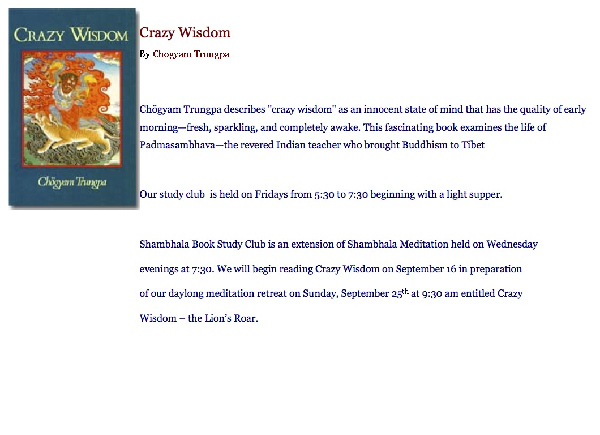 CRAZY WISDOM
Chögyam Trungpa
Crazy Wisdom
By Chogyam Trungpa
Chögyam Trungpa describes "crazy wisdom" as an innocent state of mind that has the quality of early
morning—fresh, sparkling, and completely awake. This fascinating book examines the life of
Padmasambhava—the revered Indian teacher who brought Buddhism to Tibet
Our study club is held on Fridays from 5:30 to 7:30 beginning with a light supper.
Shambhala Book Study Club is an extension of Shambhala Meditation held on Wednesday
evenings at 7:30. We will begin reading Crazy Wisdom on September 16 in preparation
of our daylong meditation retreat on Sunday, September 25th at 9:30 am entitled Crazy
Wisdom – the Lion's Roar.